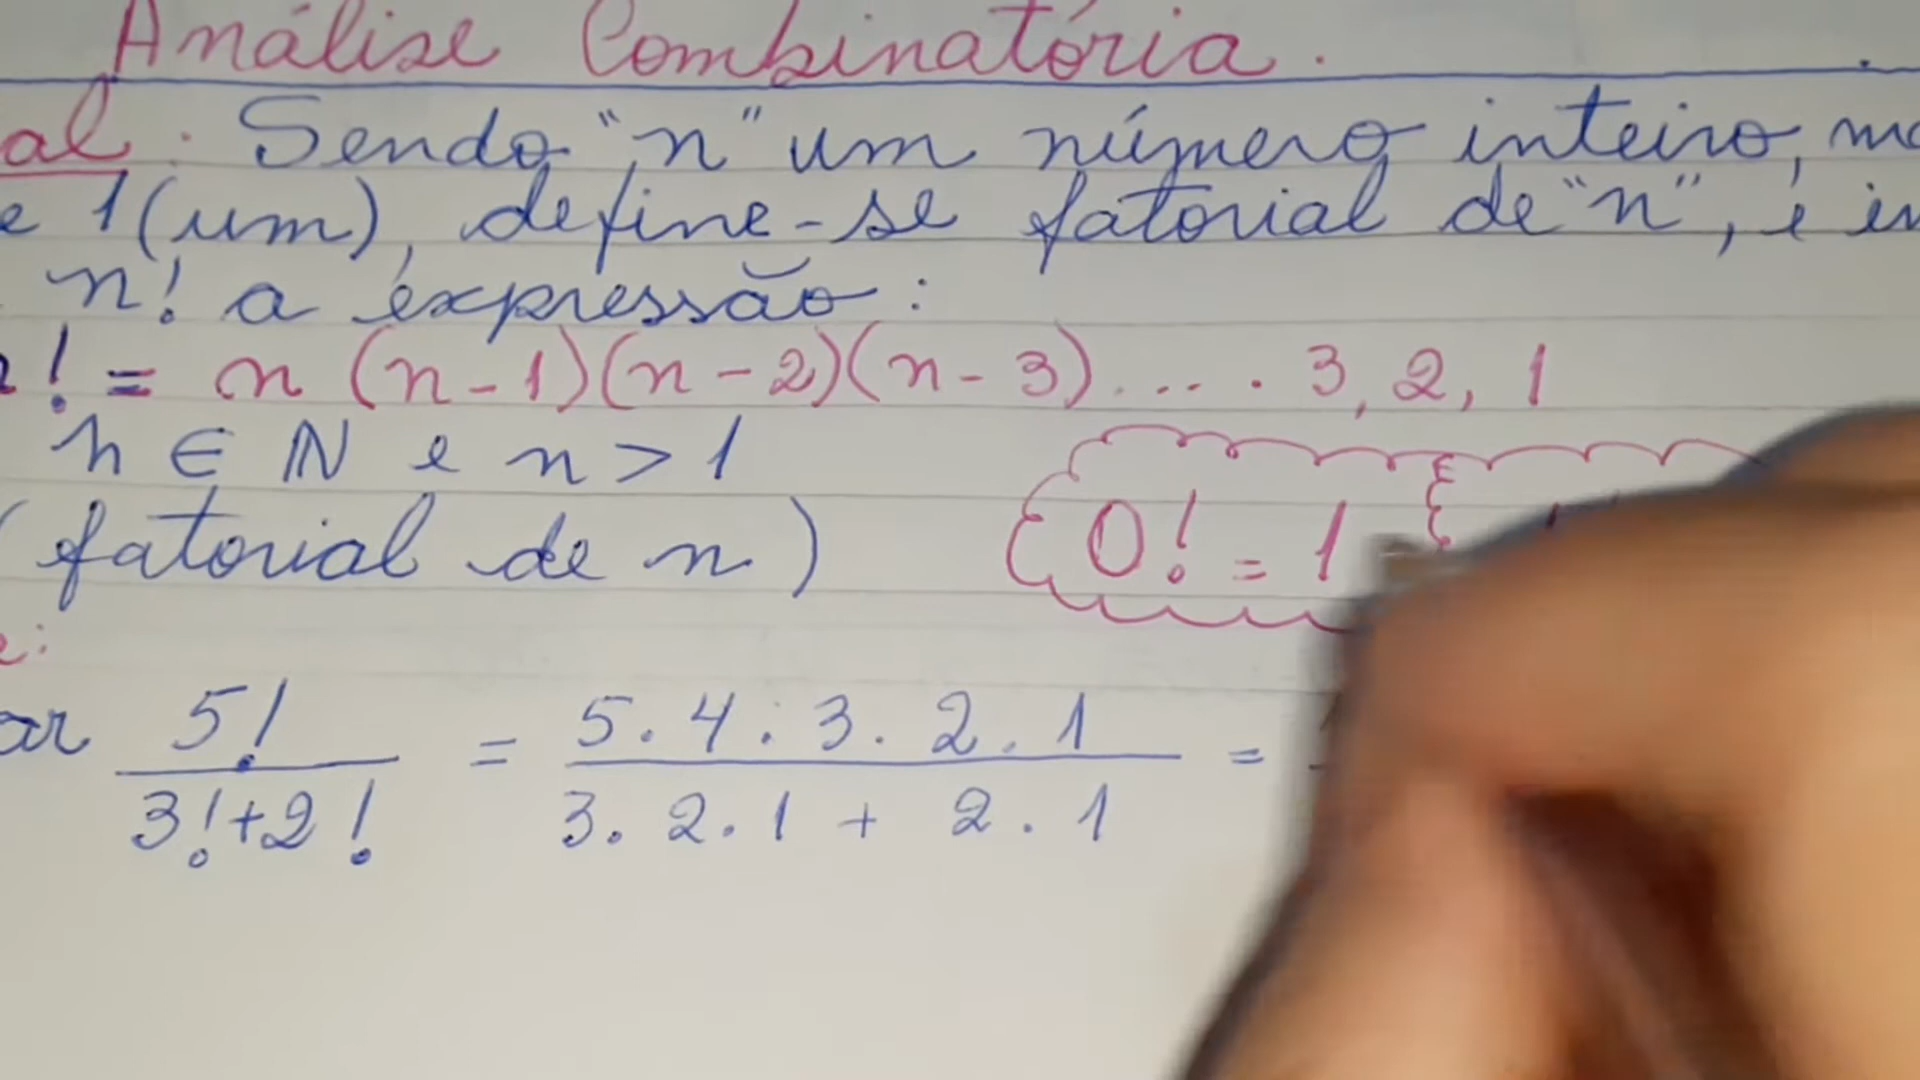 Análise Combinatória.
al. Sendo "n" um número inteiro, ma
e 1 (um), define-se fatorial de "n", e in
n! a expressão:
n! = n (n-1)(n-2)(n-3).... 3, 2, 1
n ∈ ℕ e n > 1
(fatorial de n) 0! = 1
e:
ar 5!/3!+2! = 5.4.3.2.1/3.2.1 + 2.1 =